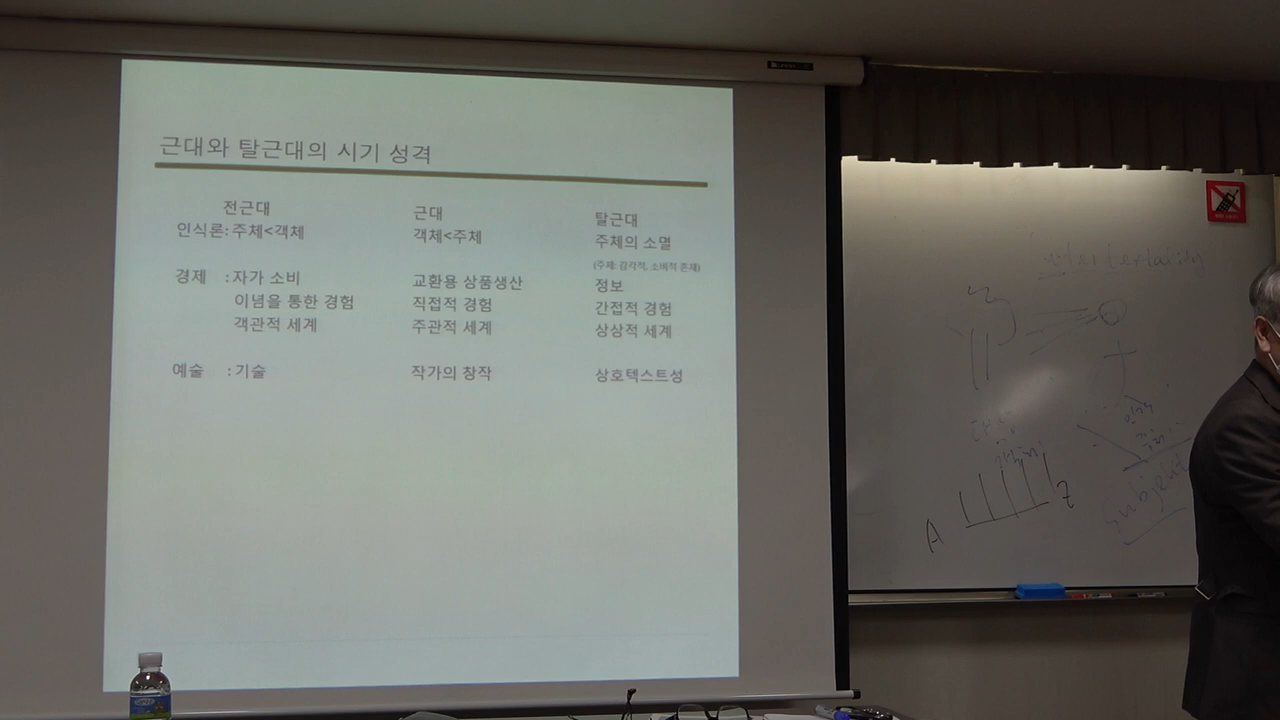 근대와 탈근대의 시기 성격
전근대 근대 탈근대
인식론: 주체<객체 객체<주체 주체의 소멸
(주체: 감각적, 소비적 존재)
경제 : 자가 소비 교환용 상품생산 정보
이념을 통한 경험 직접적 경험 간접적 경험
객관적 세계 주관적 세계 상상적 세계
예술 : 기술 작가의 창작 상호텍스트성
대상
subject
A
Z